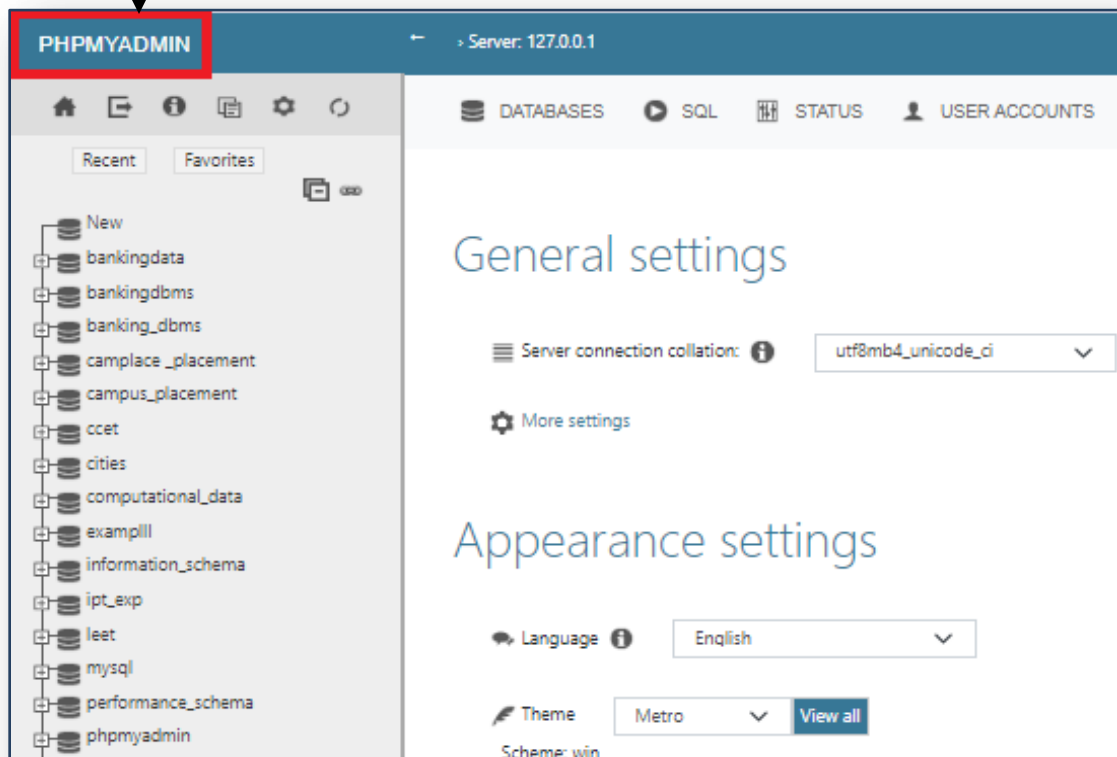 PHPMYADMIN
Server: 127.0.0.1
DATABASES SQL STATUS USER ACCOUNTS
Recent Favorites
New
bankingdata
bankingdbms
banking_dbms
camplace _placement
campus_placement
ccet
cities
computational_data
examplll
information_schema
ipt_exp
leet
mysql
performance_schema
phpmyadmin
General settings
Server connection collation: utf8mb4_unicode_ci
More settings
Appearance settings
Language English
Theme Metro View all
Scheme: win